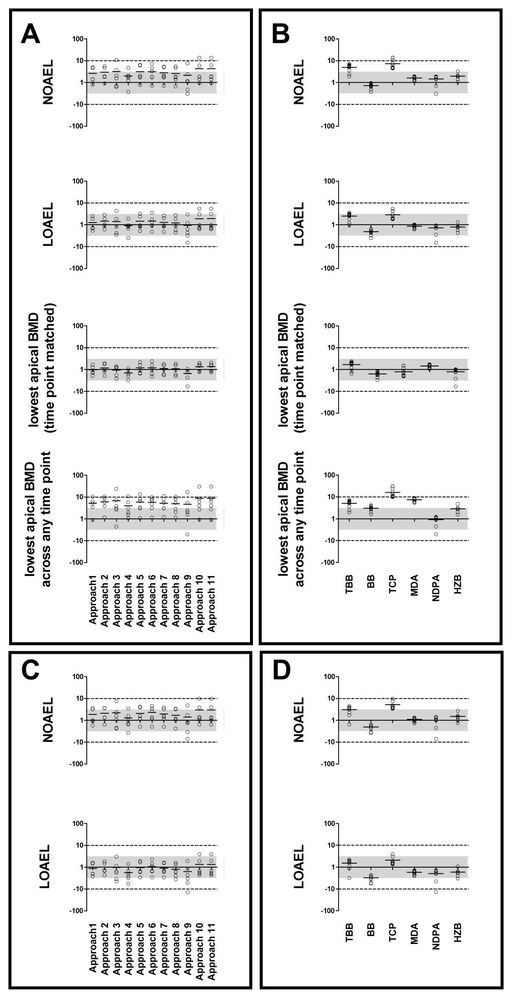 A
NOAEL
100
10
1
-10
-100
LOAEL
100
10
1
-10
-100
lowest apical BMD
(time point matched)
100
10
1
-10
-100
lowest apical BMD
across any time point
100
10
1
-10
-100
Approach1
Approach 2
Approach 3
Approach 4
Approach 5
Approach 6
Approach 7
Approach 8
Approach 9
Approach 10
Approach 11
B
NOAEL
100
10
1
-10
-100
LOAEL
100
10
1
-10
-100
lowest apical BMD
(time point matched)
100
10
1
-10
-100
lowest apical BMD
across any time point
100
10
1
-10
-100
TBB
BB
TCP
MDA
NDPA
HZB
C
NOAEL
100
10
1
-10
-100
LOAEL
100
10
1
-10
-100
Approach1
Approach 2
Approach 3
Approach 4
Approach 5
Approach 6
Approach 7
Approach 8
Approach 9
Approach 10
Approach 11
D
NOAEL
100
10
1
-10
-100
LOAEL
100
10
1
-10
-100
TBB
BB
TCP
MDA
NDPA
HZB